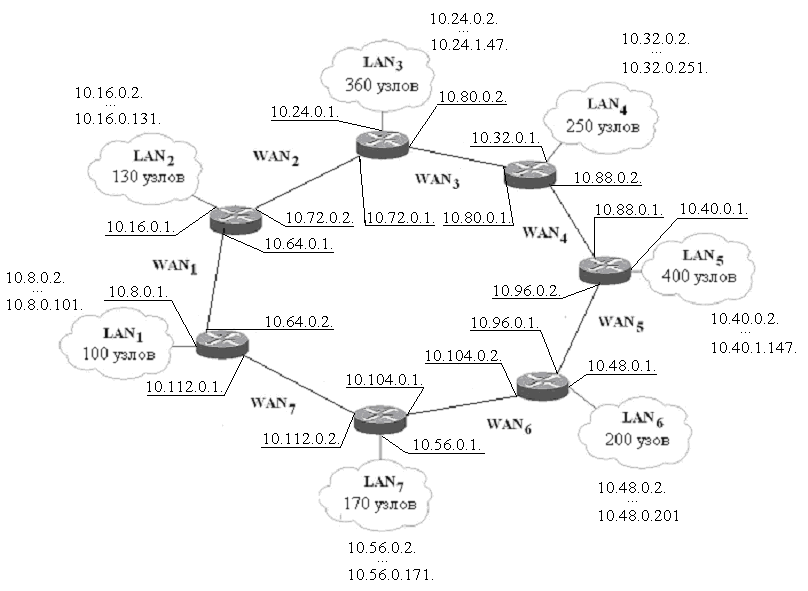 10.24.0.2.
...
10.24.1.47.
10.32.0.2.
...
10.32.0.251.
LAN3
360 узлов
10.80.0.2.
10.24.0.1.
10.16.0.2.
...
10.16.0.131.
LAN4
250 узлов
10.32.0.1.
LAN2
130 узлов
WAN2
WAN3
10.88.0.2.
10.16.0.1.
10.72.0.2.
10.72.0.1.
10.80.0.1.
10.88.0.1.
10.40.0.1.
WAN4
10.64.0.1.
LAN5
400 узлов
WAN1
10.8.0.2.
...
10.8.0.101.
10.8.0.1.
10.96.0.2.
10.64.0.2.
10.96.0.1.
WAN5
10.40.0.2.
...
10.40.1.147.
LAN1
100 узлов
10.104.0.2.
10.48.0.1.
10.112.0.1.
10.104.0.1.
WAN7
WAN6
LAN6
200 узов
10.112.0.2.
10.56.0.1.
LAN7
170 узлов
10.48.0.2.
...
10.48.0.201
10.56.0.2.
...
10.56.0.171.